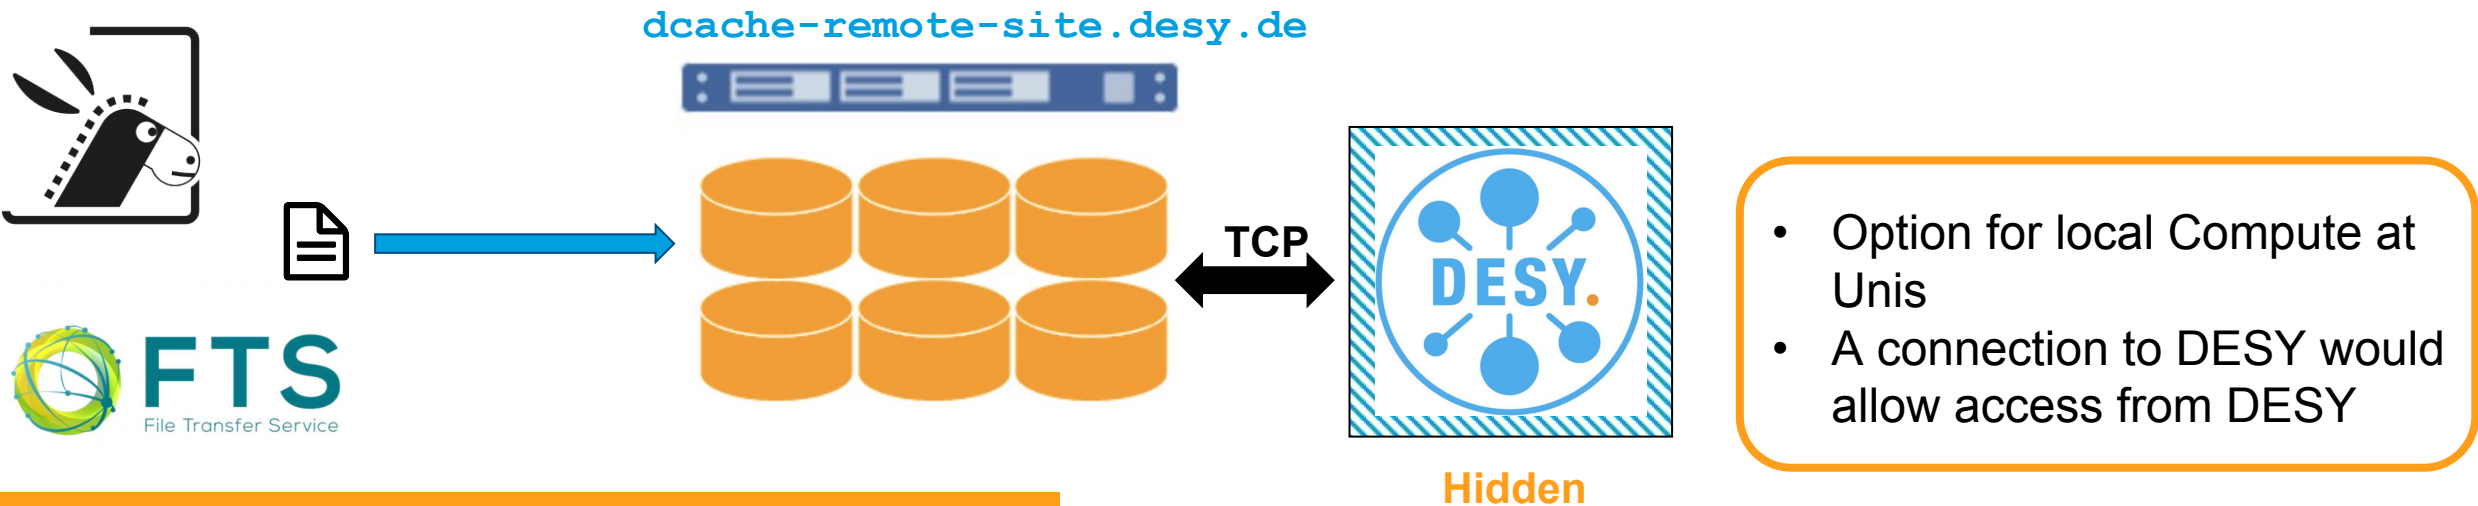 dcache-remote-site.desy.de
TCP
DESY.
FTS
File Transfer Service
Hidden
• Option for local Compute at
Unis
• A connection to DESY would
allow access from DESY